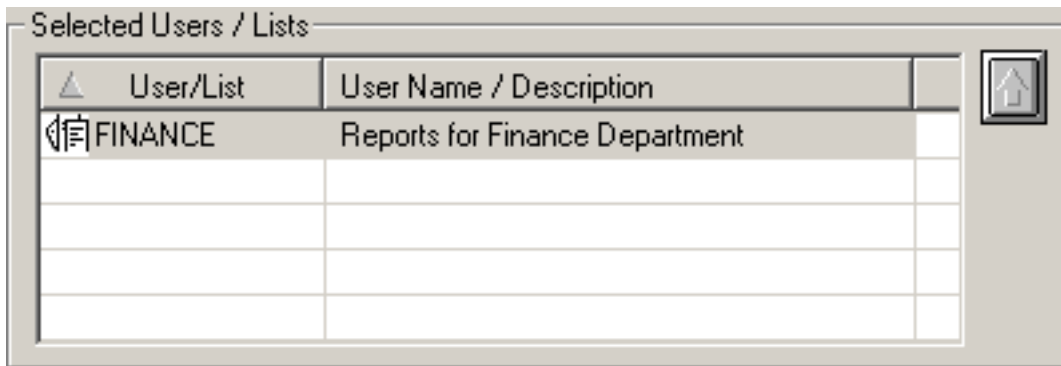 Selected Users / Lists
User/List User Name / Description
FINANCE Reports for Finance Department